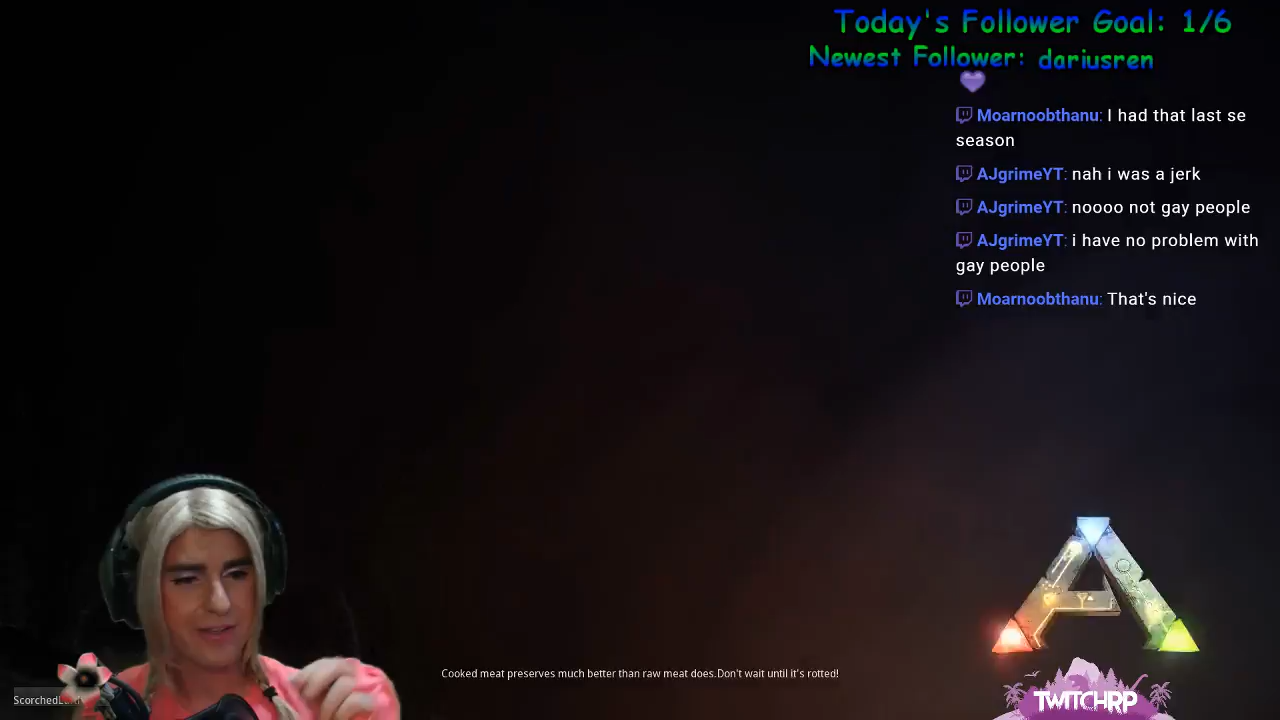 Today's Follower Goal: 1/6
Newest Follower: dariusren
Moarnoobthanu: I had that last se
season
AJgrimeYT: nah i was a jerk
AJgrimeYT: noooo not gay people
AJgrimeYT: i have no problem with
gay people
Moarnoobthanu: That's nice
Cooked meat preserves much better than raw meat does.Don't wait until it's rotted!
TWITCHRP